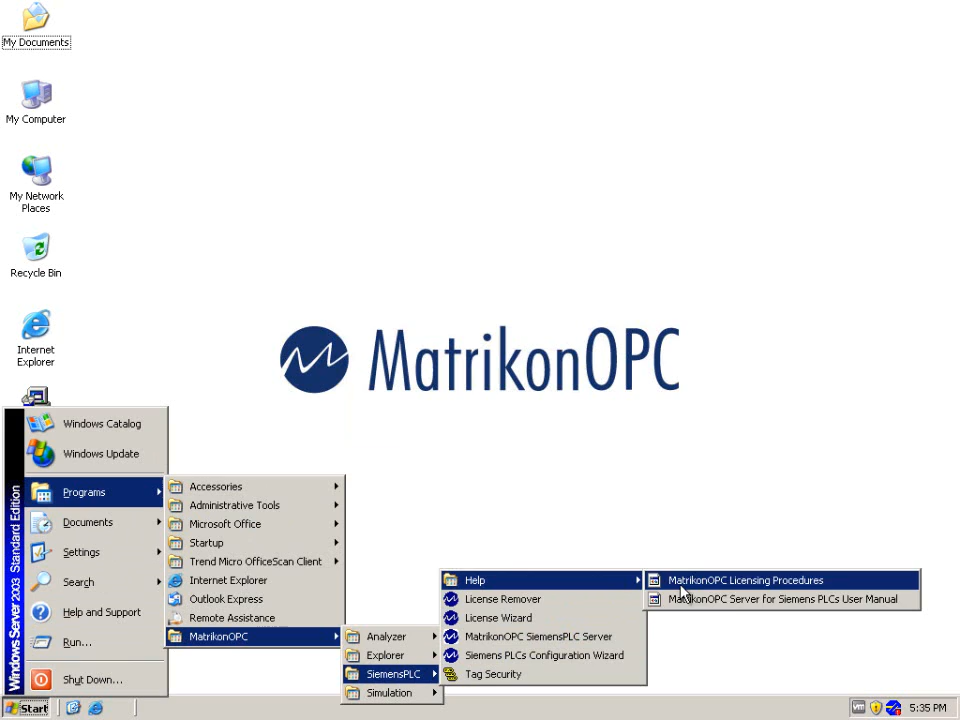 My Documents
My Computer
My Network
Places
Recycle Bin
Internet
Explorer
MatrikonOPC
Windows Server 2003 Standard Edition
Windows Catalog
Windows Update
Programs
Documents
Settings
Search
Help and Support
Run...
Shut Down...
Accessories
Administrative Tools
Microsoft Office
Startup
Trend Micro OfficeScan Client
Internet Explorer
Outlook Express
Remote Assistance
MatrikonOPC
Analyzer
Explorer
SiemensPLC
Simulation
Help
License Remover
License Wizard
MatrikonOPC SiemensPLC Server
Siemens PLCs Configuration Wizard
Tag Security
MatrikonOPC Licensing Procedures
MatrikonOPC Server for Siemens PLCs User Manual
Start
5:35 PM